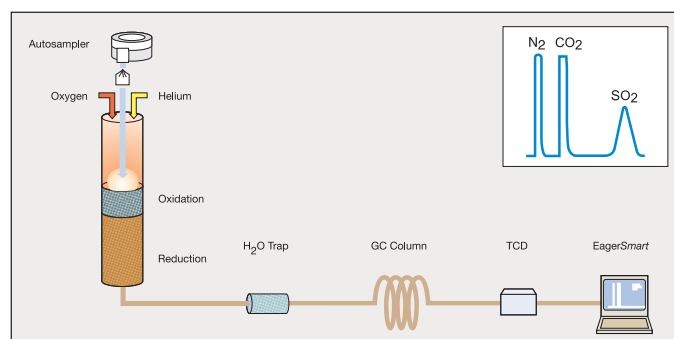 Autosampler
Oxygen
Helium
Oxidation
Reduction
H2O Trap
GC Column
TCD
EagerSmart
N2
CO2
SO2